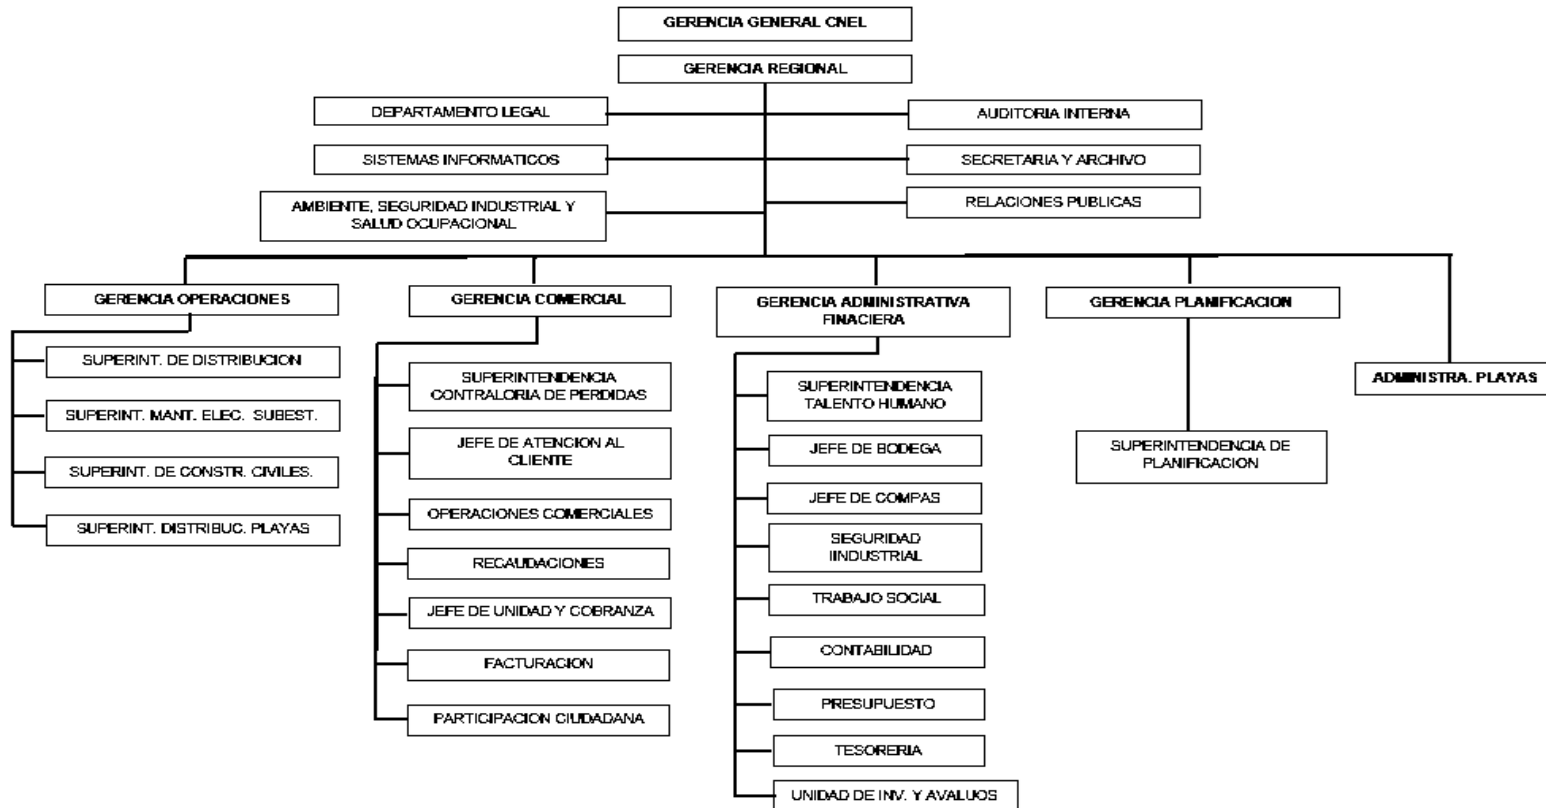 GERENCIA GENERAL CNEL
GERENCIA REGIONAL
DEPARTAMENTO LEGAL
AUDITORIA INTERNA
SISTEMAS INFORMATICOS
SECRETARIA Y ARCHIVO
AMBIENTE, SEGURIDAD INDUSTRIAL Y
SALUD OCUPACIONAL
RELACIONES PUBLICAS
GERENCIA OPERACIONES
SUPERINT. DE DISTRIBUCION
SUPERINT. MANT. ELEC. SUBEST.
SUPERINT. DE CONSTR. CIVILES.
SUPERINT. DISTRIBUC. PLAYAS
GERENCIA COMERCIAL
SUPERINTENDENCIA
CONTRALORIA DE PERDIDAS
JEFE DE ATENCION AL
CLIENTE
OPERACIONES COMERCIALES
RECAUDACIONES
JEFE DE UNIDAD Y COBRANZA
FACTURACION
PARTICIPACION CIUDADANA
GERENCIA ADMINISTRATIVA
FINACIERA
SUPERINTENDENCIA
TALENTO HUMANO
JEFE DE BODEGA
JEFE DE COMPAS
SEGURIDAD
IINDUSTRIAL
TRABAJO SOCIAL
CONTABILIDAD
PRESUPUESTO
TESORERIA
UNIDAD DE INV. Y AVALUOS
GERENCIA PLANIFICACION
SUPERINTENDENCIA DE
PLANIFICACION
ADMINISTRA. PLAYAS